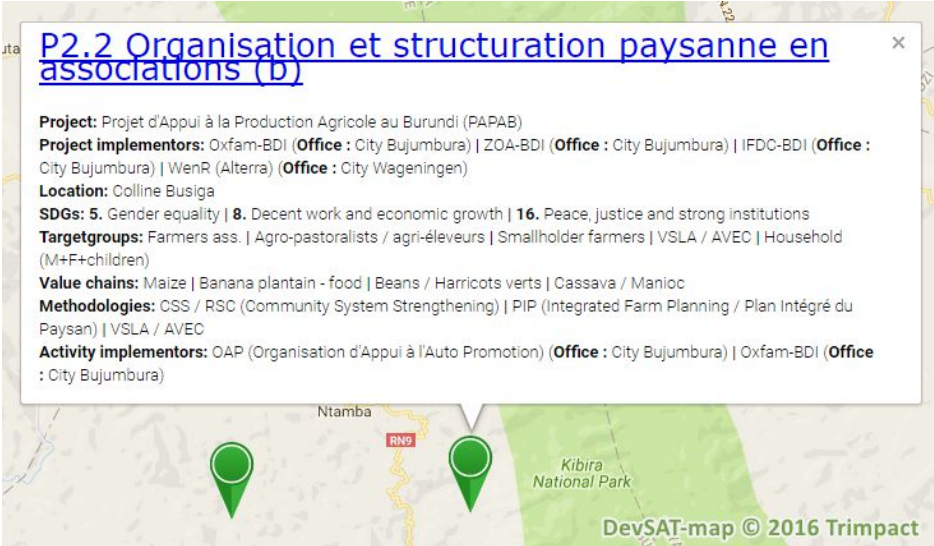 A.22
uta
×
P2.2 Organisation et structuration paysanne en
associations (b)
Project: Projet d'Appui à la Production Agricole au Burundi (PAPAB)
Project implementors: Oxfam-BDI (Office : City Bujumbura) | ZOA-BDI (Office : City Bujumbura) | IFDC-BDI (Office :
City Bujumbura) | WenR (Alterra) (Office : City Wageningen)
Location: Colline Busiga
SDGs: 5. Gender equality | 8. Decent work and economic growth | 16. Peace, justice and strong institutions
Targetgroups: Farmers ass. | Agro-pastoralists / agri-éleveurs | Smallholder farmers | VSLA / AVEC | Household
(M+F+children)
Value chains: Maize | Banana plantain - food | Beans / Harricots verts | Cassava / Manioc
Methodologies: CSS / RSC (Community System Strengthening) | PIP (Integrated Farm Planning / Plan Intégré du
Paysan) | VSLA / AVEC
Activity implementors: OAP (Organisation d'Appui à l'Auto Promotion) (Office : City Bujumbura) | Oxfam-BDI (Office
: City Bujumbura)
Ntamba
RN9
Kibira
National Park
DevSAT-map © 2016 Trimpact